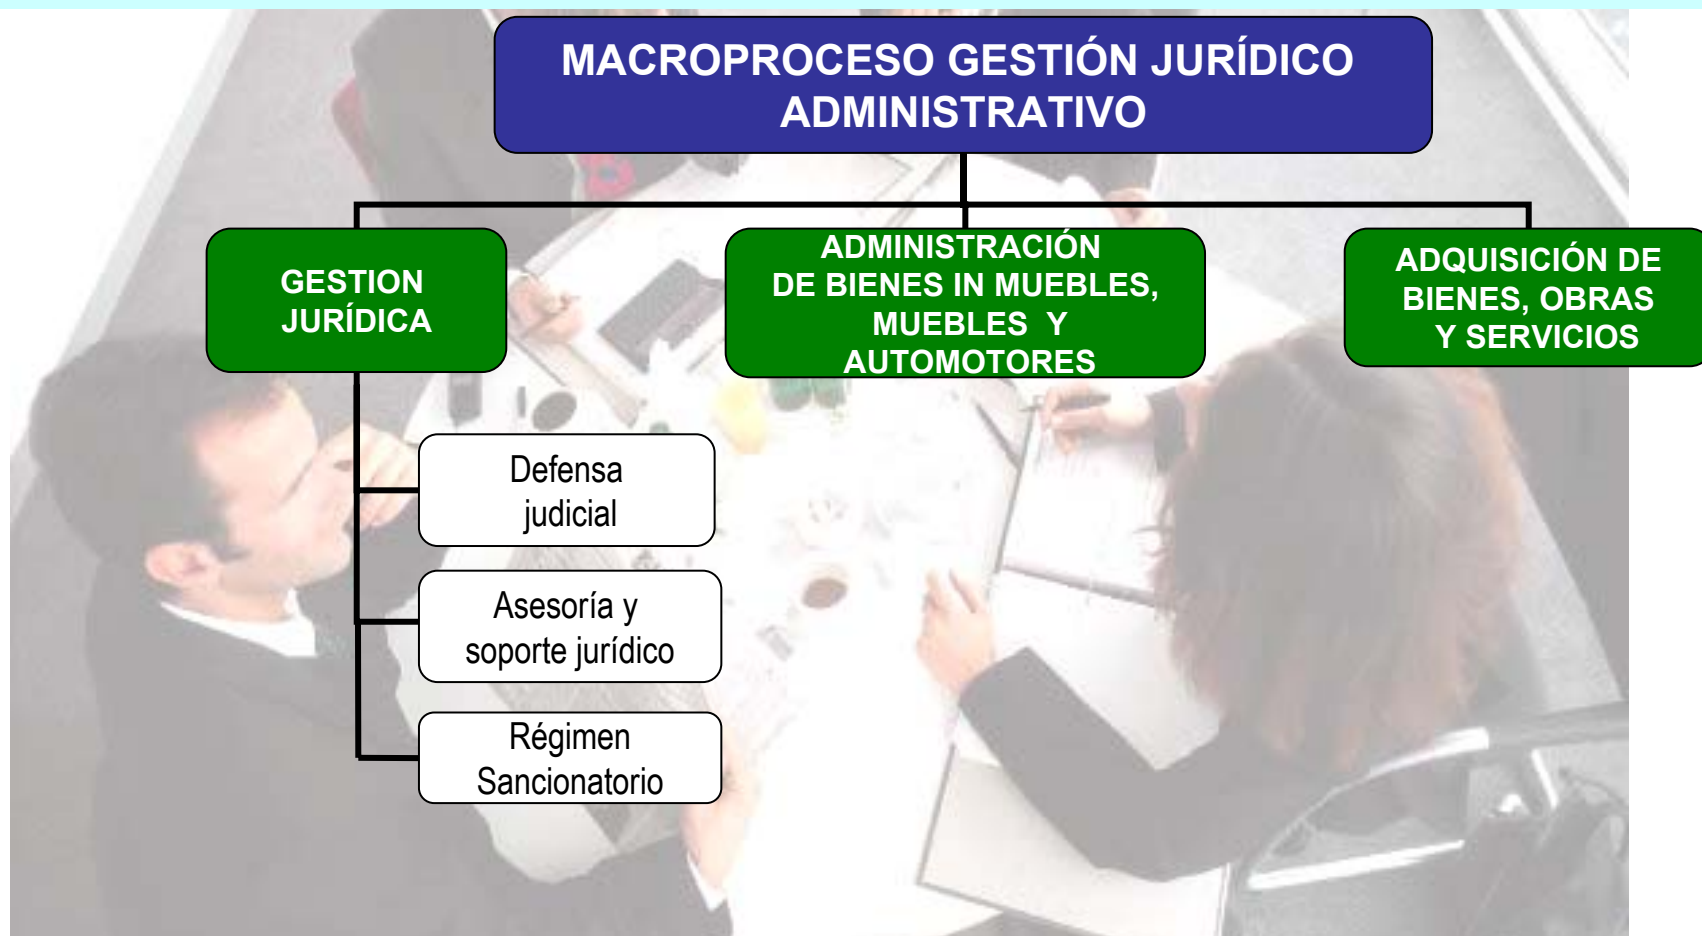 MACROPROCESO GESTIÓN JURÍDICO
ADMINISTRATIVO
GESTION
JURÍDICA
ADMINISTRACIÓN
DE BIENES IN MUEBLES,
MUEBLES Y
AUTOMOTORES
ADQUISICIÓN DE
BIENES, OBRAS
Y SERVICIOS
Defensa
judicial
Asesoría y
soporte jurídico
Régimen
Sancionatorio